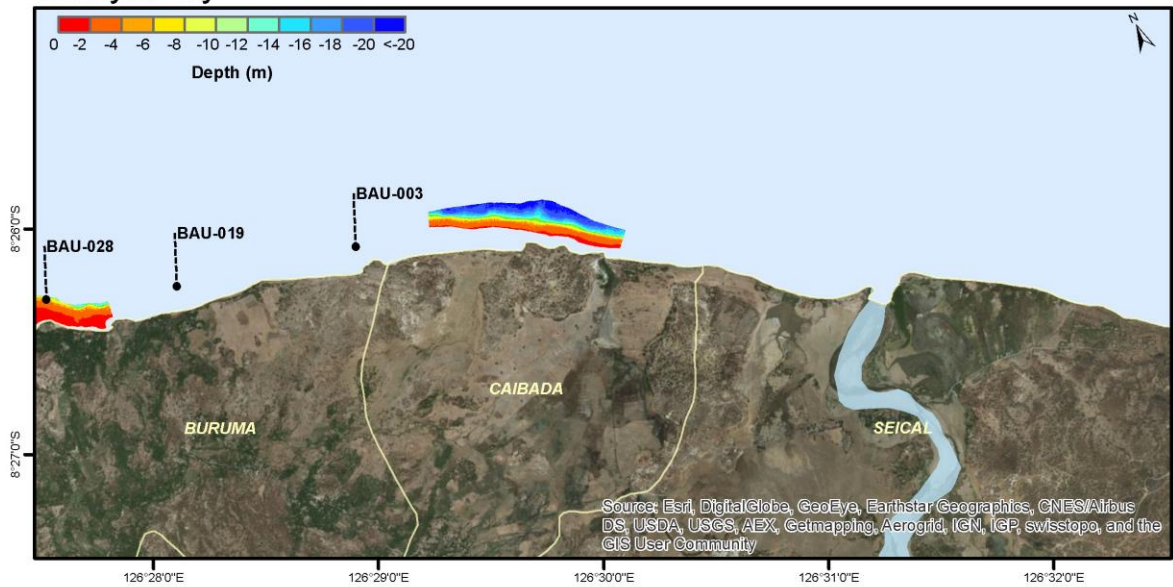 N
0 -2 -4 -6 -8 -10 -12 -14 -16 -18 -20 <-20
Depth (m)
BAU-003
BAU-019
BAU-028
8°26'0"S
CAIBADA
BURUMA
SEICAL
8°27'0"S
Source: Esri, DigitalGlobe, GeoEye, Earthstar Geographics, CNES/Airbus
DS, USDA, USGS, AEX, Getmapping, Aerogrid, IGN, IGP, swisstopo, and the
GIS User Community
126°28'0"E 126°29'0"E 126°30'0"E 126°31'0"E 126°32'0"E